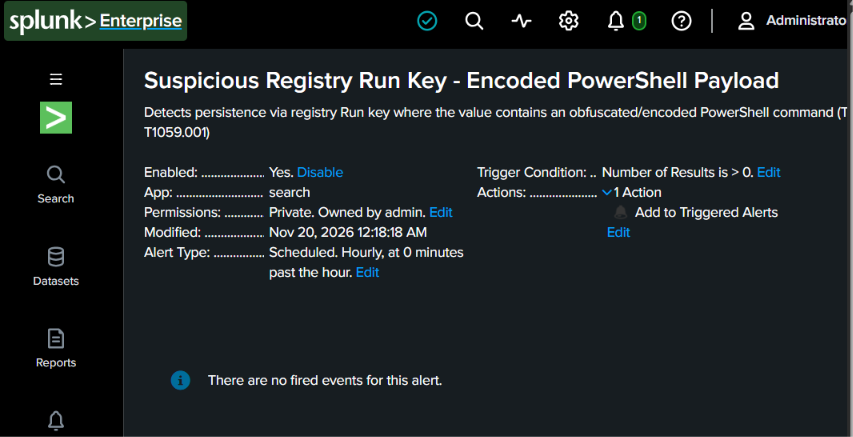 splunk> Enterprise
1
Administrato
Suspicious Registry Run Key - Encoded PowerShell Payload
Detects persistence via registry Run key where the value contains an obfuscated/encoded PowerShell command (T
T1059.001)
Enabled: ................... Yes. Disable
App: .......................... search
Permissions: ............ Private. Owned by admin. Edit
Modified: .................. Nov 20, 2026 12:18:18 AM
Alert Type: ................ Scheduled. Hourly, at 0 minutes
past the hour. Edit
Trigger Condition: .. Number of Results is > 0. Edit
Actions: .................... 1 Action
Add to Triggered Alerts
Edit
Search
Datasets
Reports
There are no fired events for this alert.